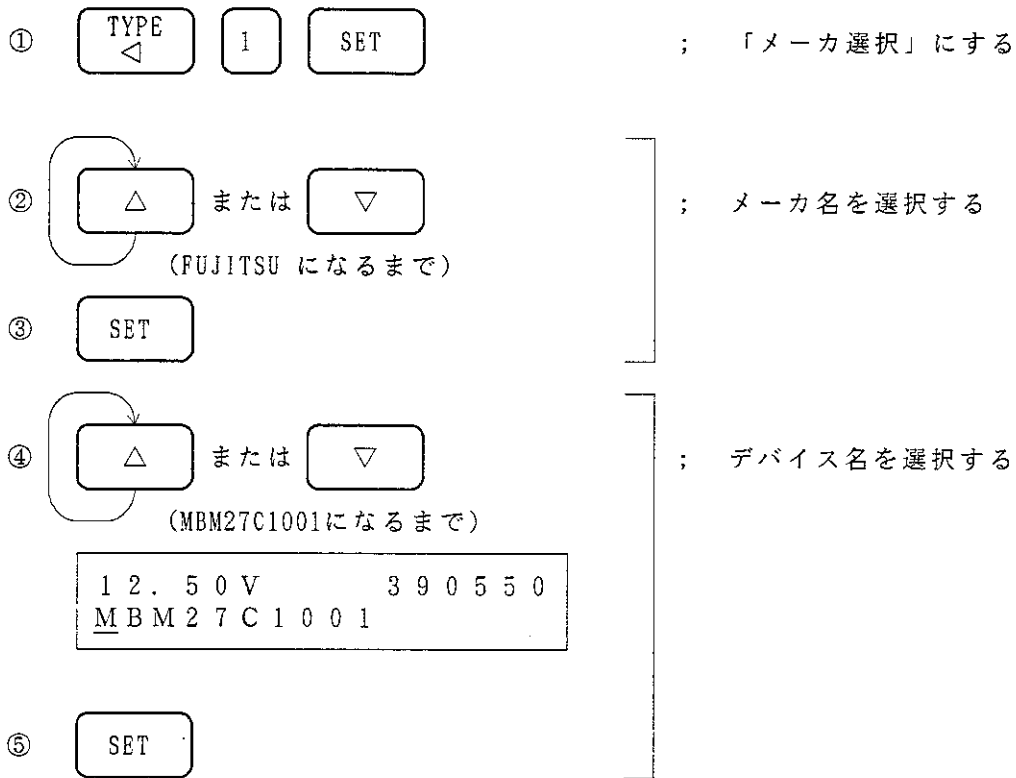 ① TYPE ◁ 1 SET ; 「メーカ選択」にする
② △ または ▽ ; メーカ名を選択する
(FUJITSU になるまで)
③ SET
④ △ または ▽ ; デバイス名を選択する
(MBM27C1001になるまで)
12.50V 390550
MBM27C1001
⑤ SET